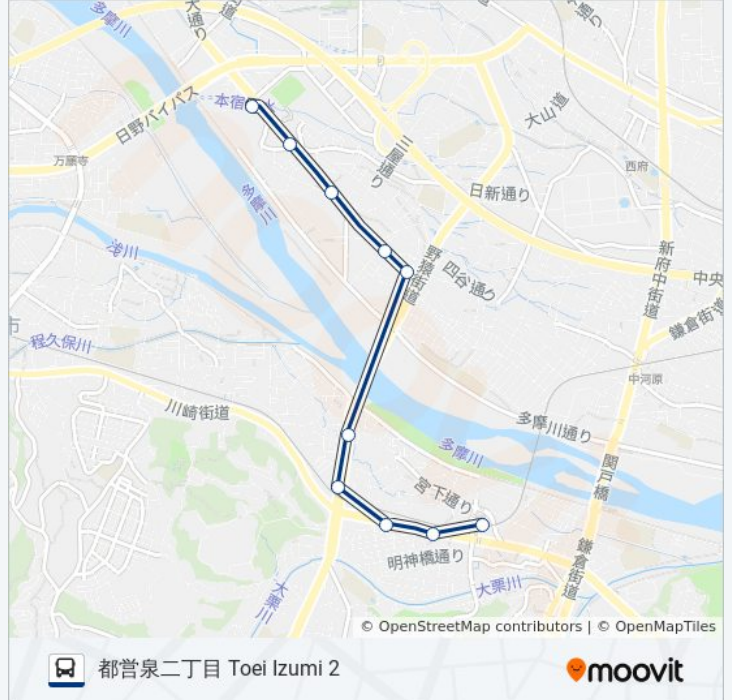 多摩川
大通り
道
通り
日野バイパス
本宿
大山道
三屋通り
万願寺
西府
日新通り
多摩川
浅川
野猿街道
四谷通り
新府中街道
中央
鎌倉街道
市
程久保川
中河原
川崎街道
多摩川通り
多摩川
関戸橋
宮下通り
明神橋通り
鎌倉街道
大栗川
大栗川
© OpenStreetMap contributors | © OpenMapTiles
都営泉二丁目 Toei Izumi 2
moovit